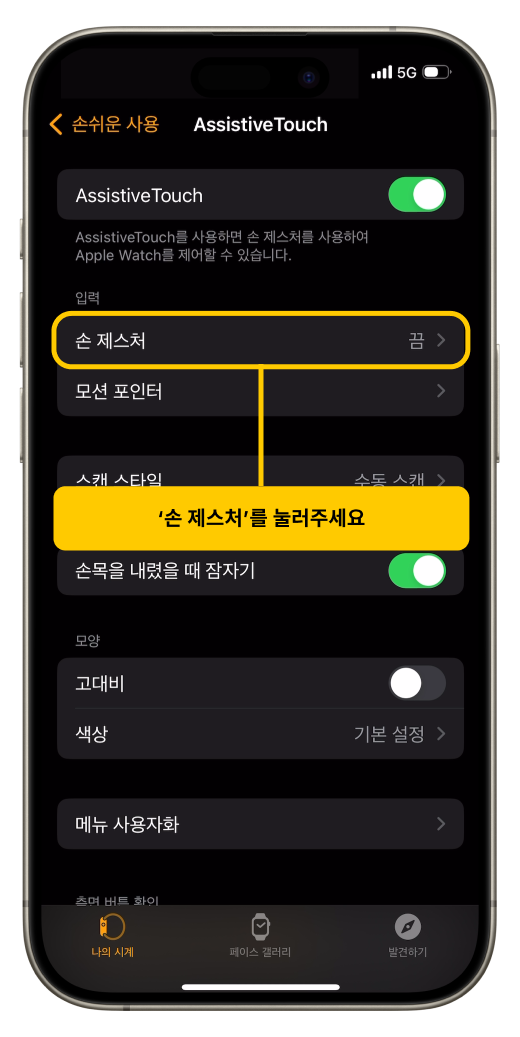 5G
손쉬운 사용
AssistiveTouch
AssistiveTouch
AssistiveTouch를 사용하면 손 제스처를 사용하여
Apple Watch를 제어할 수 있습니다.
입력
손 제스처 끔
모션 포인터
스캔 스타일 수동 스캔
‘손 제스처’를 눌러주세요
손목을 내렸을 때 잠자기
모양
고대비
색상 기본 설정
메뉴 사용자화
측면 버튼 확인
나의 시계 페이스 갤러리 발견하기